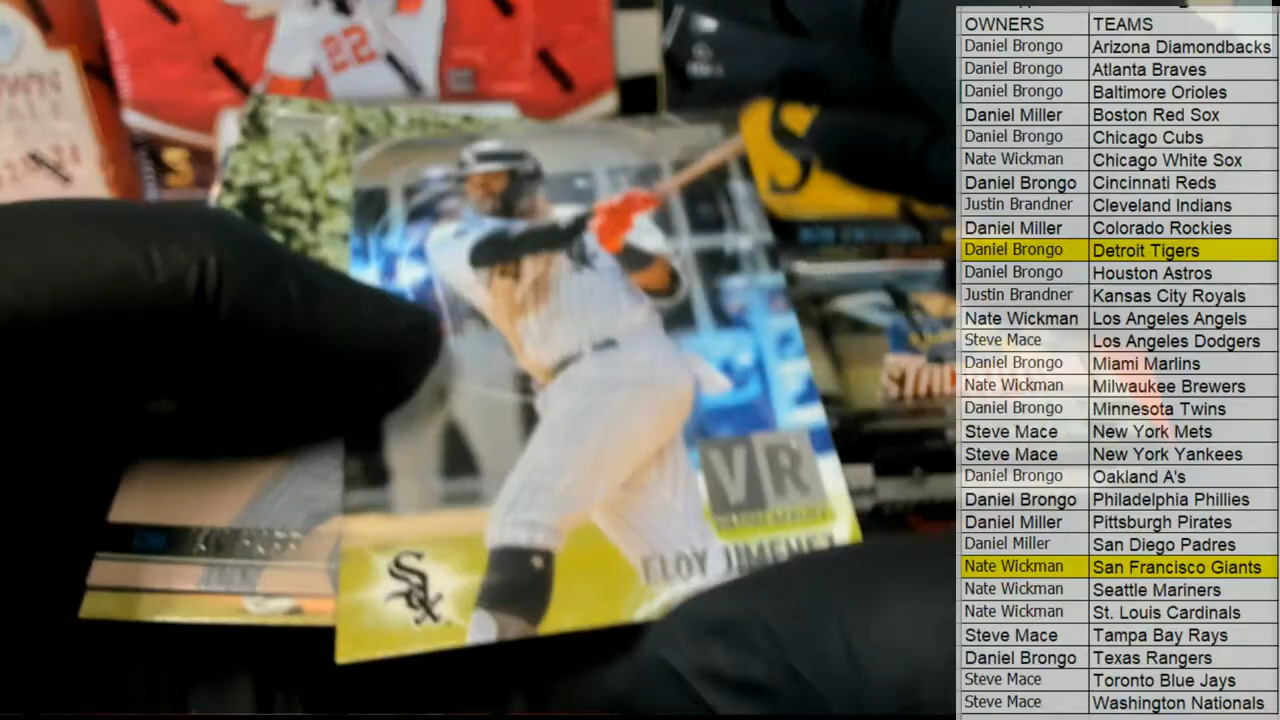 OWNERS TEAMS
Daniel Brongo Arizona Diamondbacks
Daniel Brongo Atlanta Braves
Daniel Brongo Baltimore Orioles
Daniel Miller Boston Red Sox
Daniel Brongo Chicago Cubs
Nate Wickman Chicago White Sox
Daniel Brongo Cincinnati Reds
Justin Brandner Cleveland Indians
Daniel Miller Colorado Rockies
Daniel Brongo Detroit Tigers
Daniel Brongo Houston Astros
Justin Brandner Kansas City Royals
Nate Wickman Los Angeles Angels
Steve Mace Los Angeles Dodgers
Daniel Brongo Miami Marlins
Nate Wickman Milwaukee Brewers
Daniel Brongo Minnesota Twins
Steve Mace New York Mets
Steve Mace New York Yankees
Daniel Brongo Oakland A's
Daniel Brongo Philadelphia Phillies
Daniel Miller Pittsburgh Pirates
Daniel Miller San Diego Padres
Nate Wickman San Francisco Giants
Nate Wickman Seattle Mariners
Nate Wickman St. Louis Cardinals
Steve Mace Tampa Bay Rays
Daniel Brongo Texas Rangers
Steve Mace Toronto Blue Jays
Steve Mace Washington Nationals
22
VR
ELOY JIMENEZ
Sox